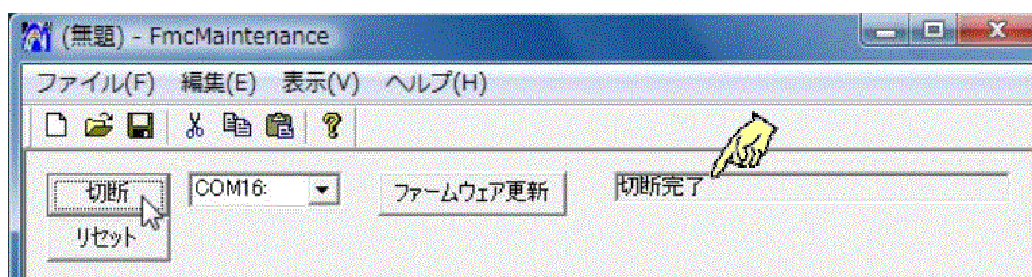 (無題) - FmcMaintenance
ファイル(F) 編集(E) 表示(V) ヘルプ(H)
切断 COM16: ファームウェア更新 切断完了
リセット